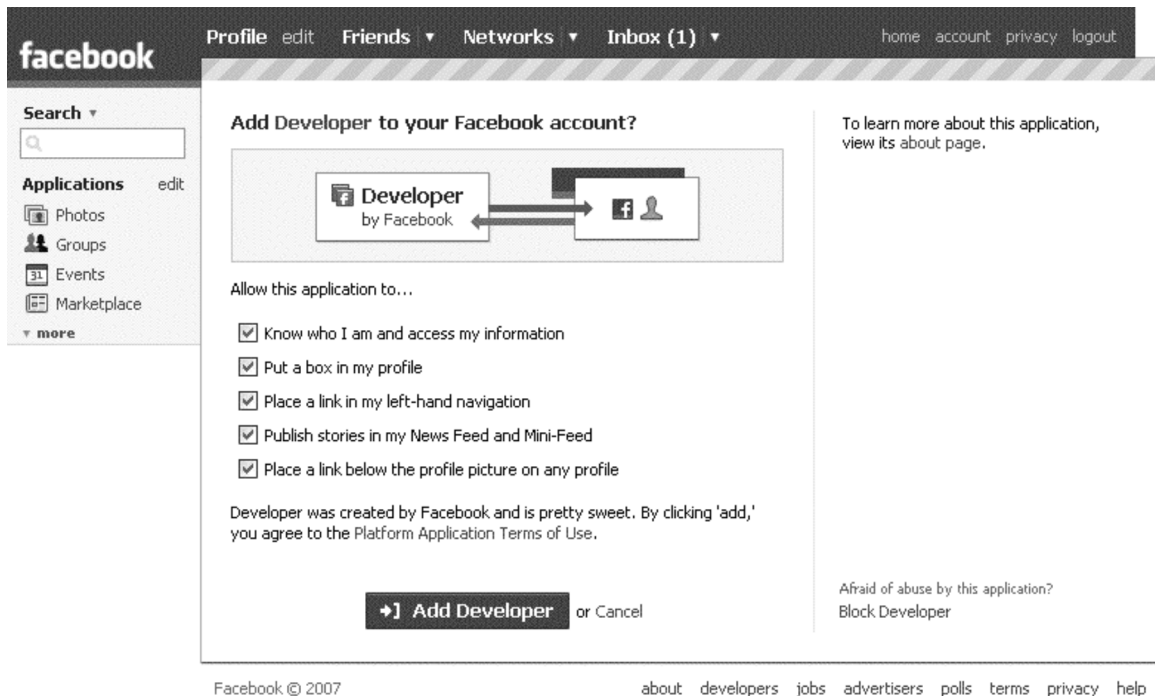 facebook
Profile edit Friends ▼ Networks ▼ Inbox (1) ▼ home account privacy logout
Search ▼
Applications edit
Photos
Groups
31 Events
Marketplace
▼ more
Add Developer to your Facebook account?
f Developer
by Facebook
f
Allow this application to...
Know who I am and access my information
Put a box in my profile
Place a link in my left-hand navigation
Publish stories in my News Feed and Mini-Feed
Place a link below the profile picture on any profile
Developer was created by Facebook and is pretty sweet. By clicking 'add,'
you agree to the Platform Application Terms of Use.
Add Developer or Cancel
To learn more about this application,
view its about page.
Afraid of abuse by this application?
Block Developer
Facebook © 2007 about developers jobs advertisers polls terms privacy help